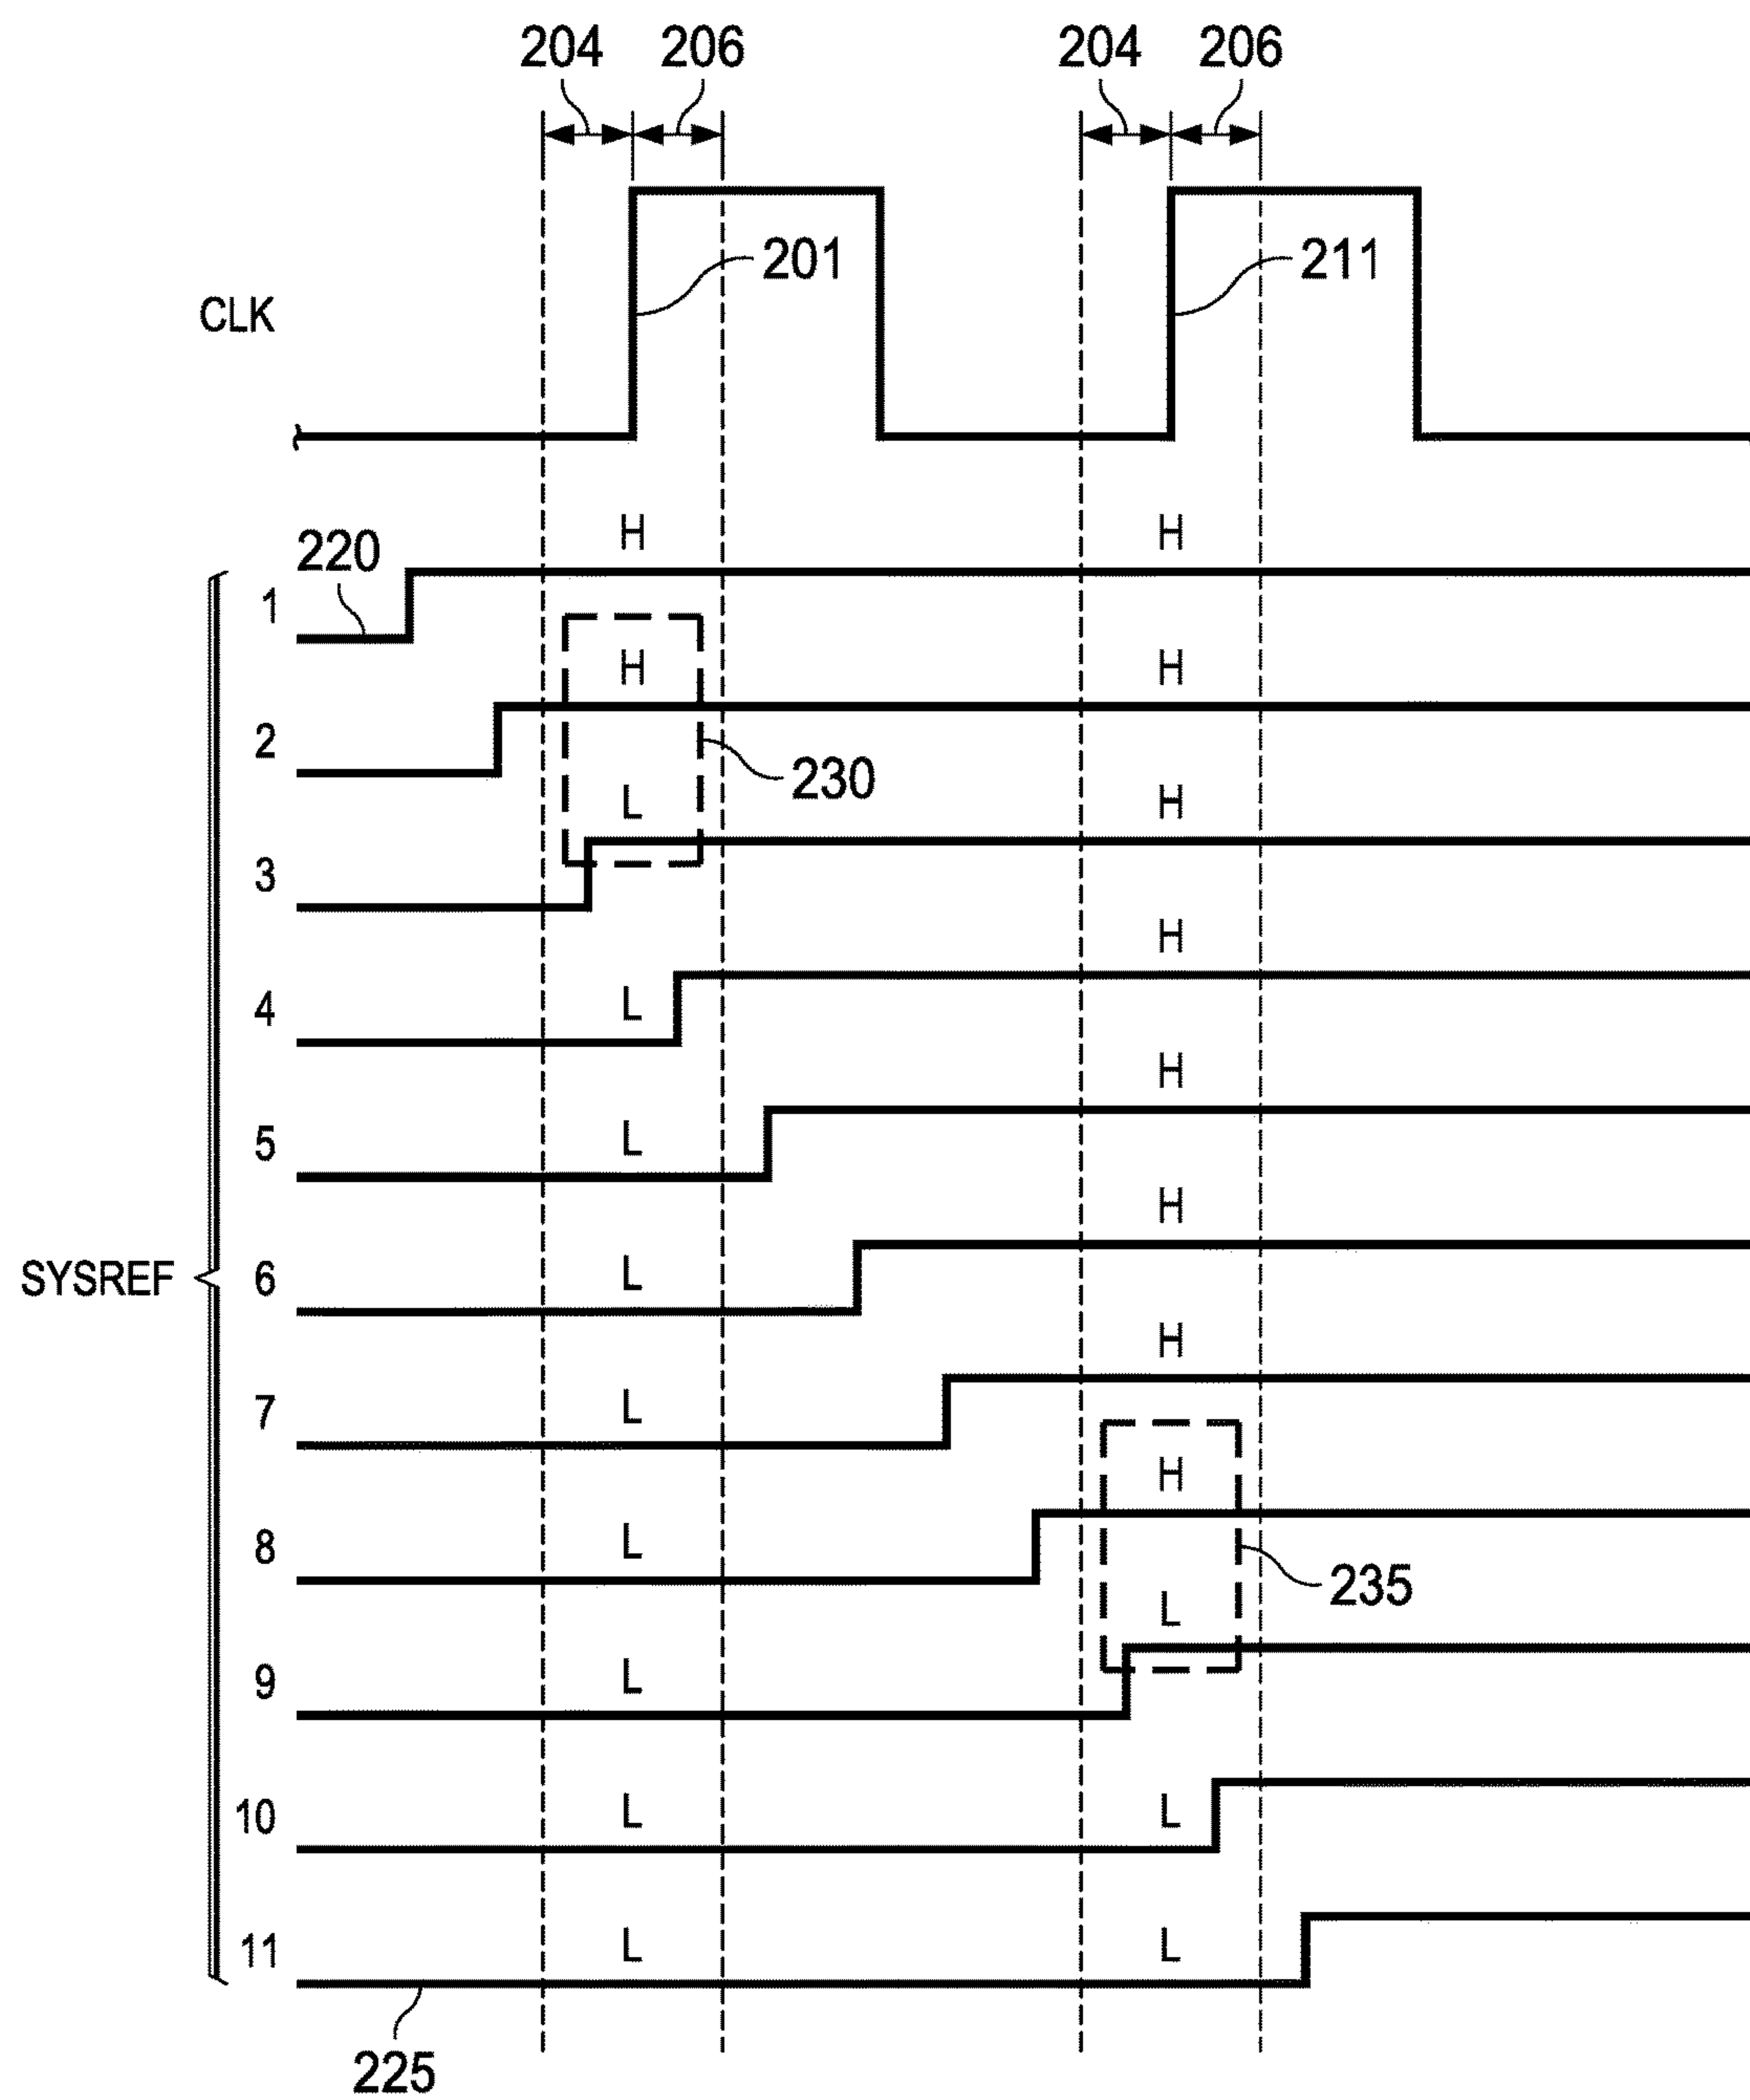 204 206 204 206
201 211
CLK
H H
220
1
H H
2
230
L H
3
H
4 L
H
5 L
H
SYSREF 6 L
H
7 L
H
8 L
235
L
9 L
10 L L
11 L L
225